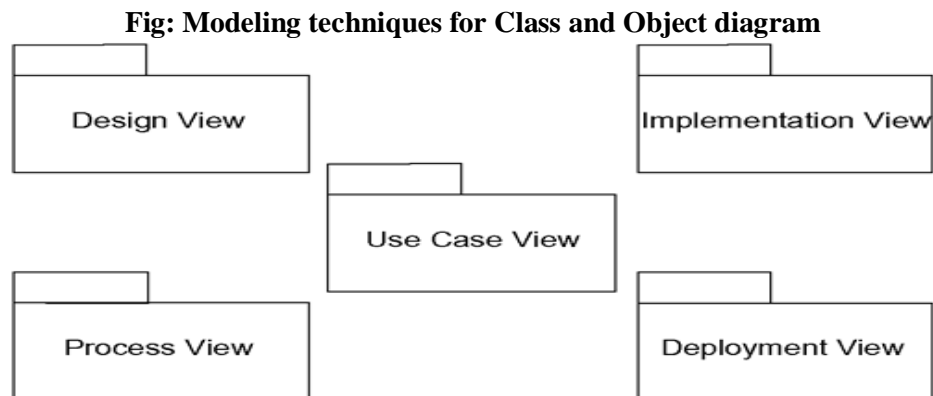 Fig: Modeling techniques for Class and Object diagram
Design View
Implementation View
Use Case View
Process View
Deployment View